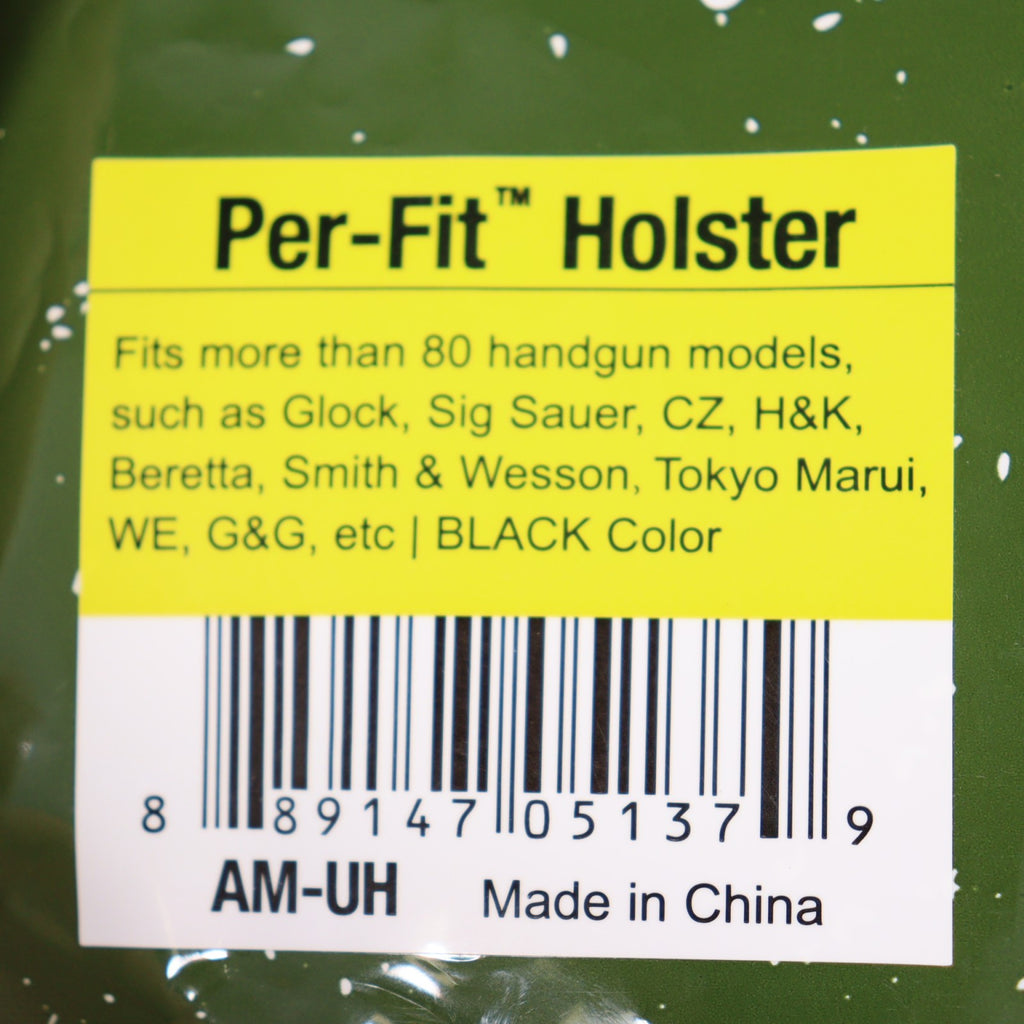 Per-Fit™ Holster
Fits more than 80 handgun models,
such as Glock, Sig Sauer, CZ, H&K,
Beretta, Smith & Wesson, Tokyo Marui,
WE, G&G, etc | BLACK Color
8 89147 05137 9
AM-UH Made in China